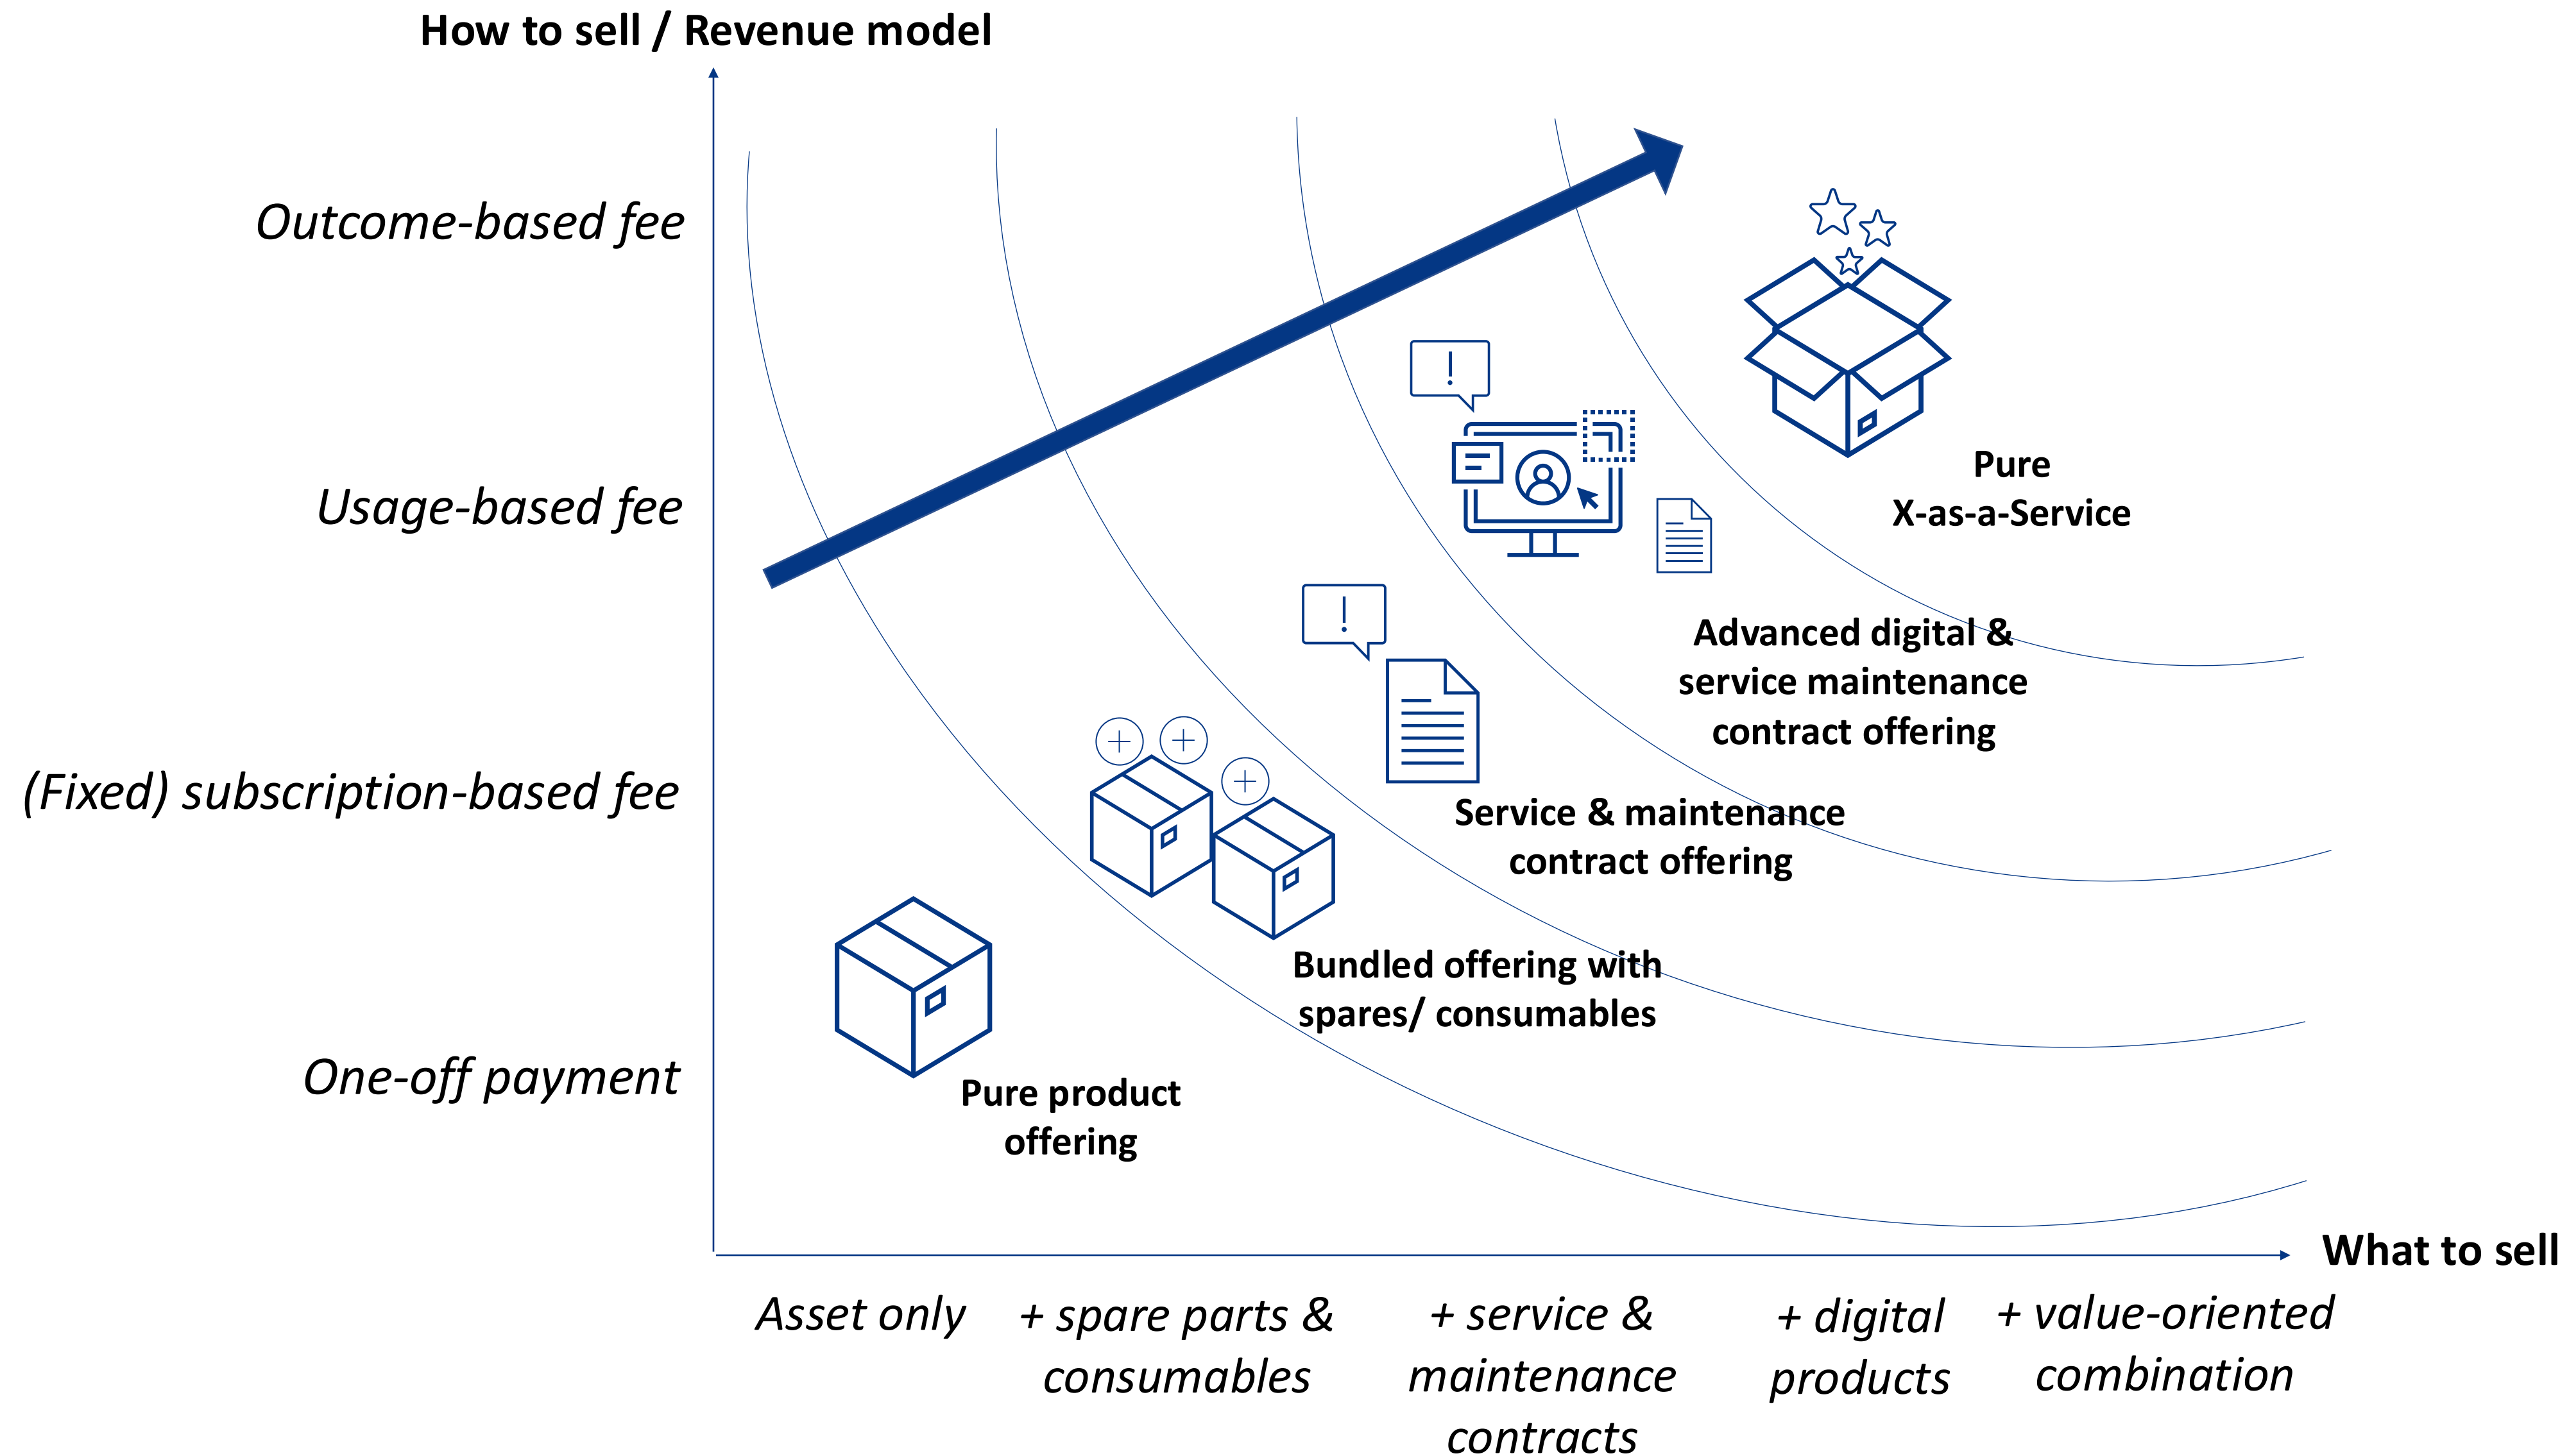 How to sell / Revenue model
Outcome-based fee
Usage-based fee
(Fixed) subscription-based fee
One-off payment
!
Pure
X-as-a-Service
Advanced digital &
service maintenance
contract offering
!
Service & maintenance
contract offering
Bundled offering with
spares/ consumables
Pure product
offering
What to sell
Asset only
+ spare parts &
consumables
+ service &
maintenance
contracts
+ digital
products
+ value-oriented
combination